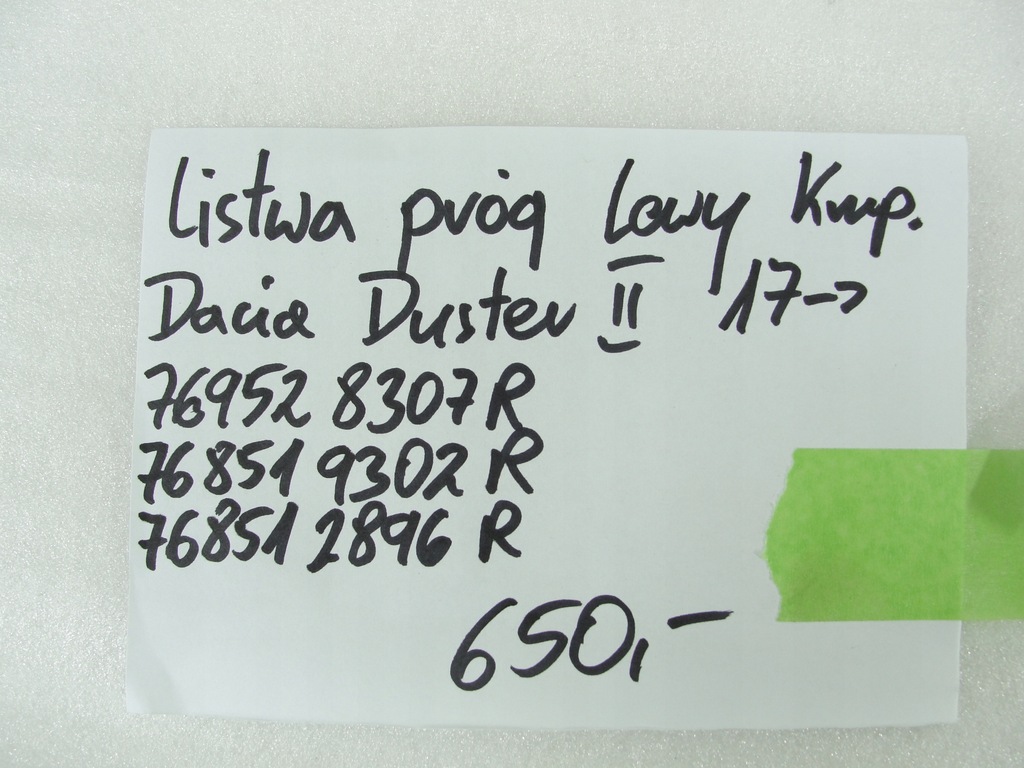 Listwa próg Lewy Kmp.
Dacia Duster II 17->
76952 8307 R
76851 9302 R
76851 2896 R
650,-